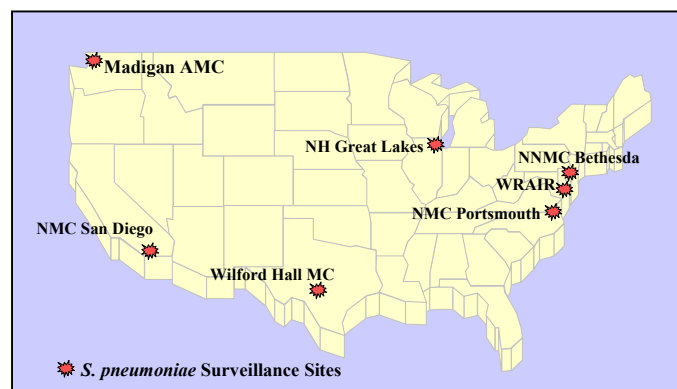 Madigan AMC
NH Great Lakes
NNMC Bethesda
WRAIR
NMC Portsmouth
NMC San Diego
Wilford Hall MC
S. pneumoniae Surveillance Sites